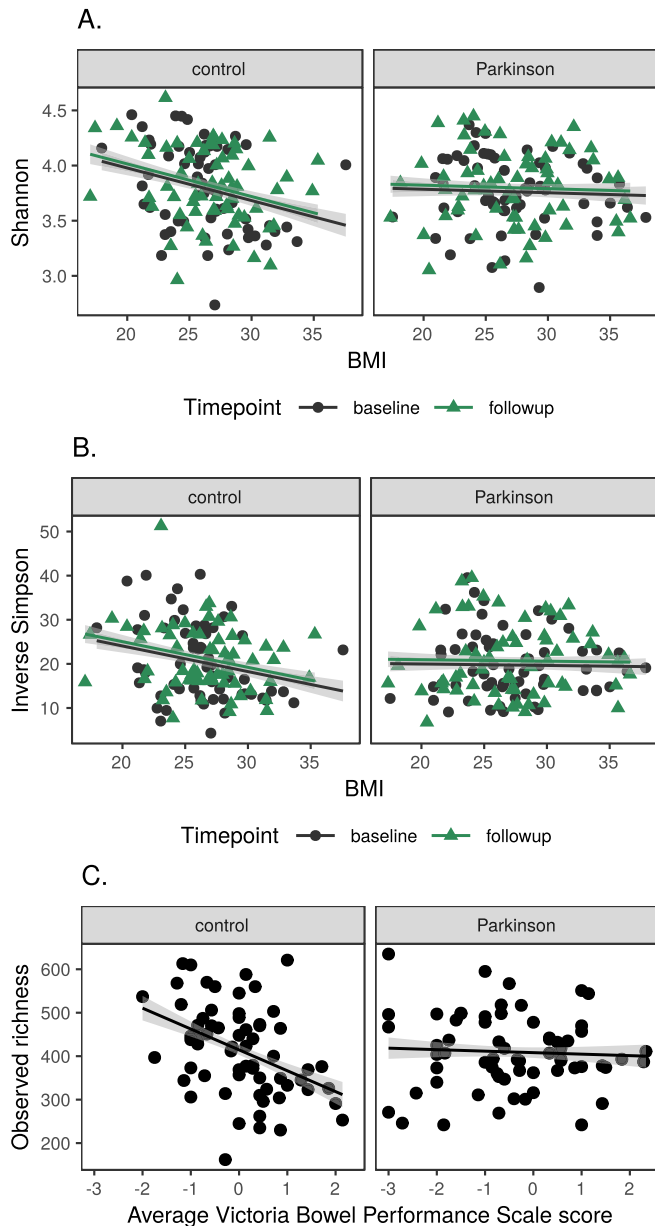 A.
control Parkinson
4.5
4.0
3.5
3.0
Shannon
20 25 30 35 20 25 30 35
BMI
Timepoint baseline followup
B.
control Parkinson
50
40
30
20
10
Inverse Simpson
20 25 30 35 20 25 30 35
BMI
Timepoint baseline followup
C.
control Parkinson
600
500
400
300
200
Observed richness
-3 -2 -1 0 1 2 -3 -2 -1 0 1 2
Average Victoria Bowel Performance Scale score